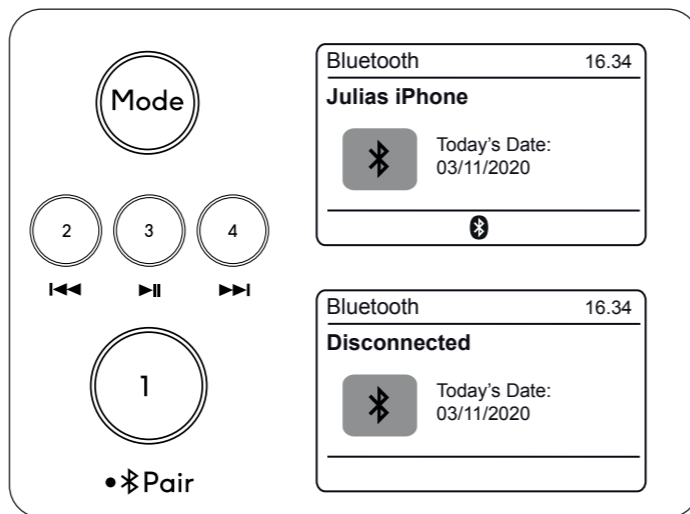 Mode
2 3 4
1
Pair
Bluetooth 16.34
Julias iPhone
Today’s Date:
03/11/2020
Bluetooth 16.34
Disconnected
Today’s Date:
03/11/2020